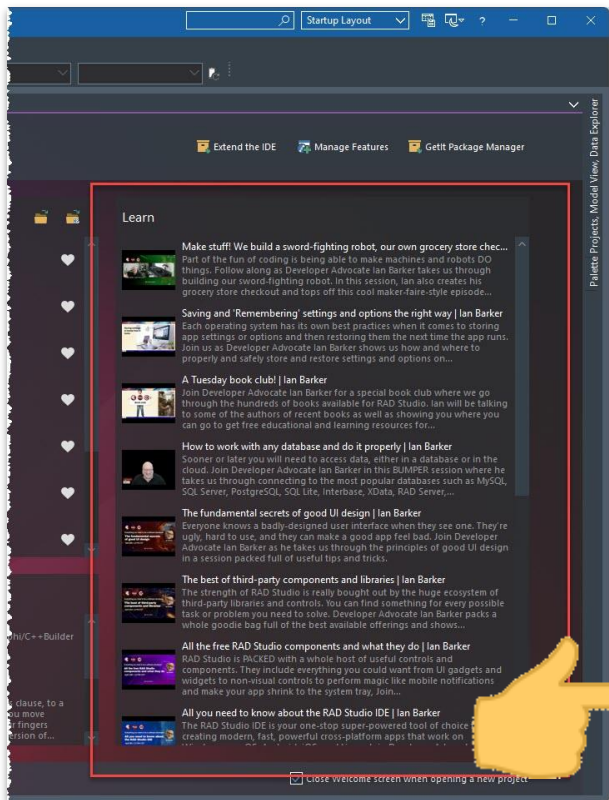 Startup Layout
?
Extend the IDE
Manage Features
GetIt Package Manager
Palette Projects, Model View, Data Explorer
Learn
Make stuff! We build a sword-fighting robot, our own grocery store chec...
Part of the fun of coding is being able to make machines and robots DO
things. Follow along as Developer Advocate Ian Barker takes us through
building our sword-fighting robot. In this session, Ian also creates his
grocery store checkout and tops off this cool maker-faire-style episode...
Saving and 'Remembering' settings and options the right way | Ian Barker
Each operating system has its own best practices when it comes to storing
app settings or options and then restoring them the next time the app runs.
Join us as Developer Advocate Ian Barker shows us how and where to
properly and safely store and restore settings and options on...
A Tuesday book club! | Ian Barker
Join Developer Advocate Ian Barker for a special book club where we go
through the hundreds of books available for RAD Studio. Ian will be talking
to some of the authors of recent books as well as showing you where you
can go to get free educational and learning resources for...
How to work with any database and do it properly | Ian Barker
Sooner or later you will need to access data, either in a database or in the
cloud. Join Developer Advocate Ian Barker in this BUMPER session where he
takes us through connecting to the most popular databases such as MySQL,
SQL Server, PostgreSQL, SQL Lite, Interbase, XData, RAD Server,...
The fundamental secrets of good UI design | Ian Barker
Everyone knows a badly-designed user interface when they see one. They're
ugly, hard to use, and they can make a good app feel bad. Join Developer
Advocate Ian Barker as he takes us through the principles of good UI design
in a session packed full of useful tips and tricks.
The best of third-party components and libraries | Ian Barker
The strength of RAD Studio is really bought out by the huge ecosystem of
third-party libraries and controls. You can find something for every possible
task or problem you need to solve. Developer Advocate Ian Barker packs a
whole goodie bag full of the best available offerings and shows...
All the free RAD Studio components and what they do | Ian Barker
RAD Studio is PACKED with a whole host of useful controls and
components. They include everything you could want from UI gadgets and
widgets to non-visual controls to perform magic like mobile notifications
and make your app shrink to the system tray, Join...
All you need to know about the RAD Studio IDE | Ian Barker
The RAD Studio IDE is your one-stop super-powered tool of choice
creating modern, fast, powerful cross-platform apps that work on
phi/C++Builder
clause, to a
ou move
r fingers
ersion of...
Close Welcome screen when opening a new project